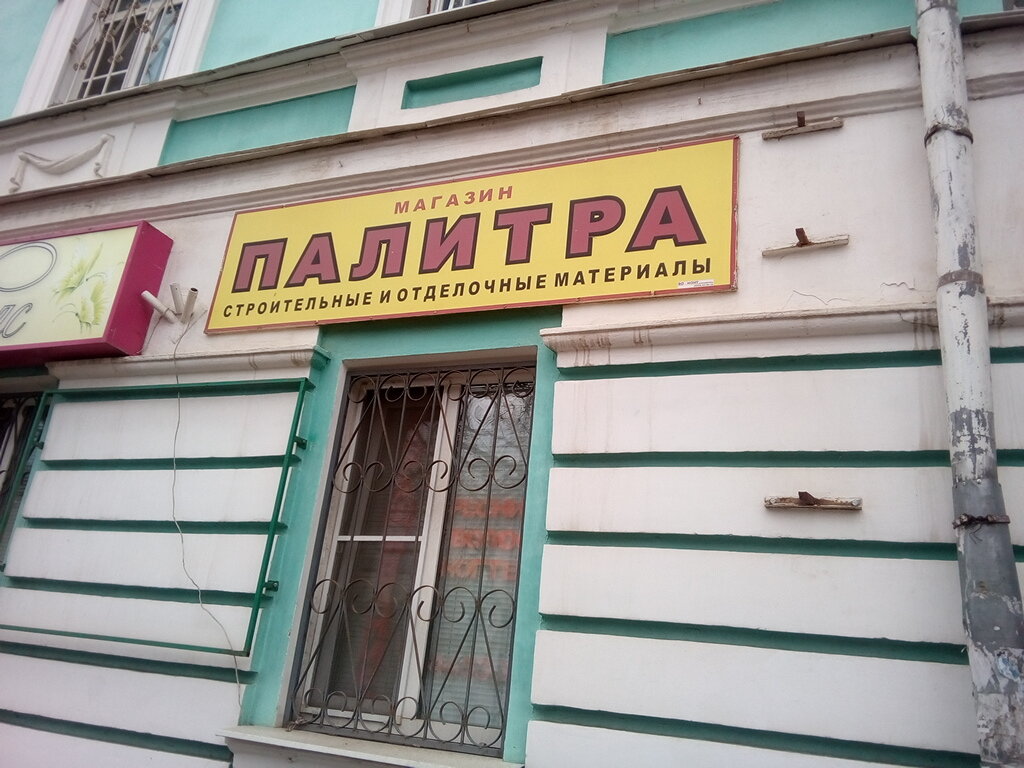 МАГАЗИН
ПАЛИТРА
СТРОИТЕЛЬНЫЕ И ОТДЕЛОЧНЫЕ МАТЕРИАЛЫ